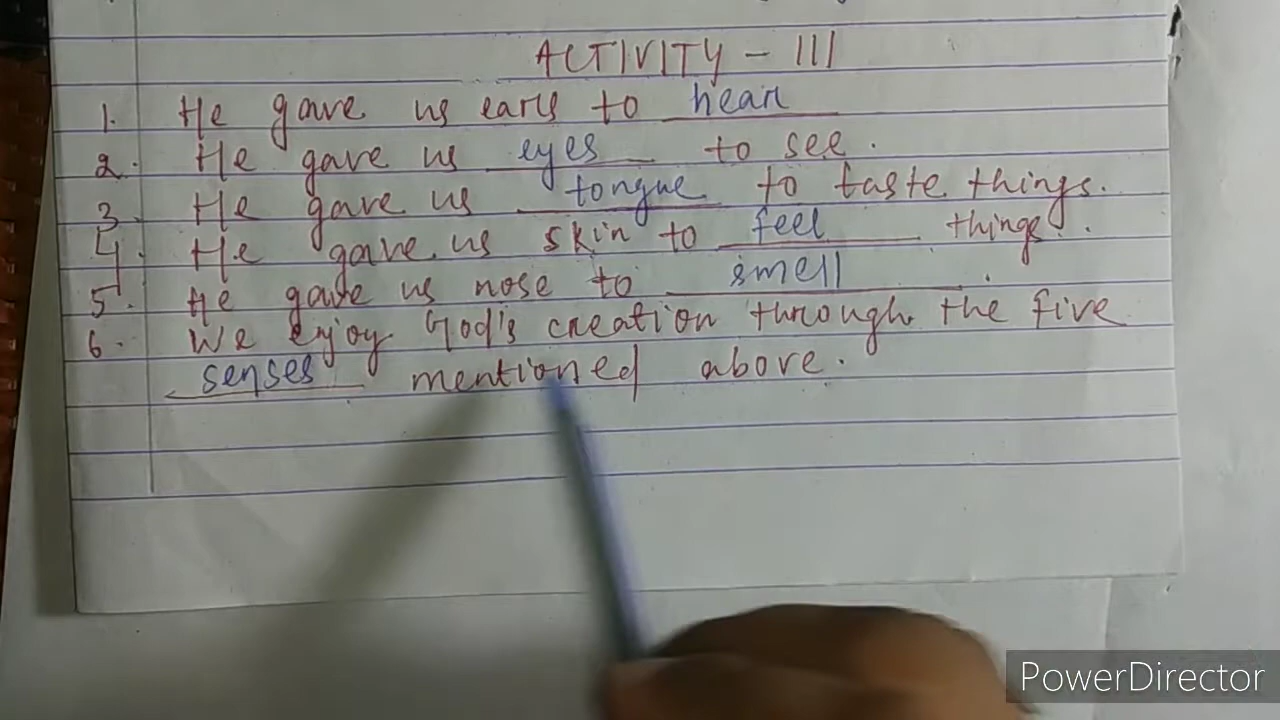 ACTIVITY - III
1. He gave us ears to hear
2. He gave us eyes to see.
3. He gave us tongue to taste things.
4. He gave us skin to feel things.
5. He gave us nose to smell.
6. We enjoy God's creation through the five
senses mentioned above.
PowerDirector